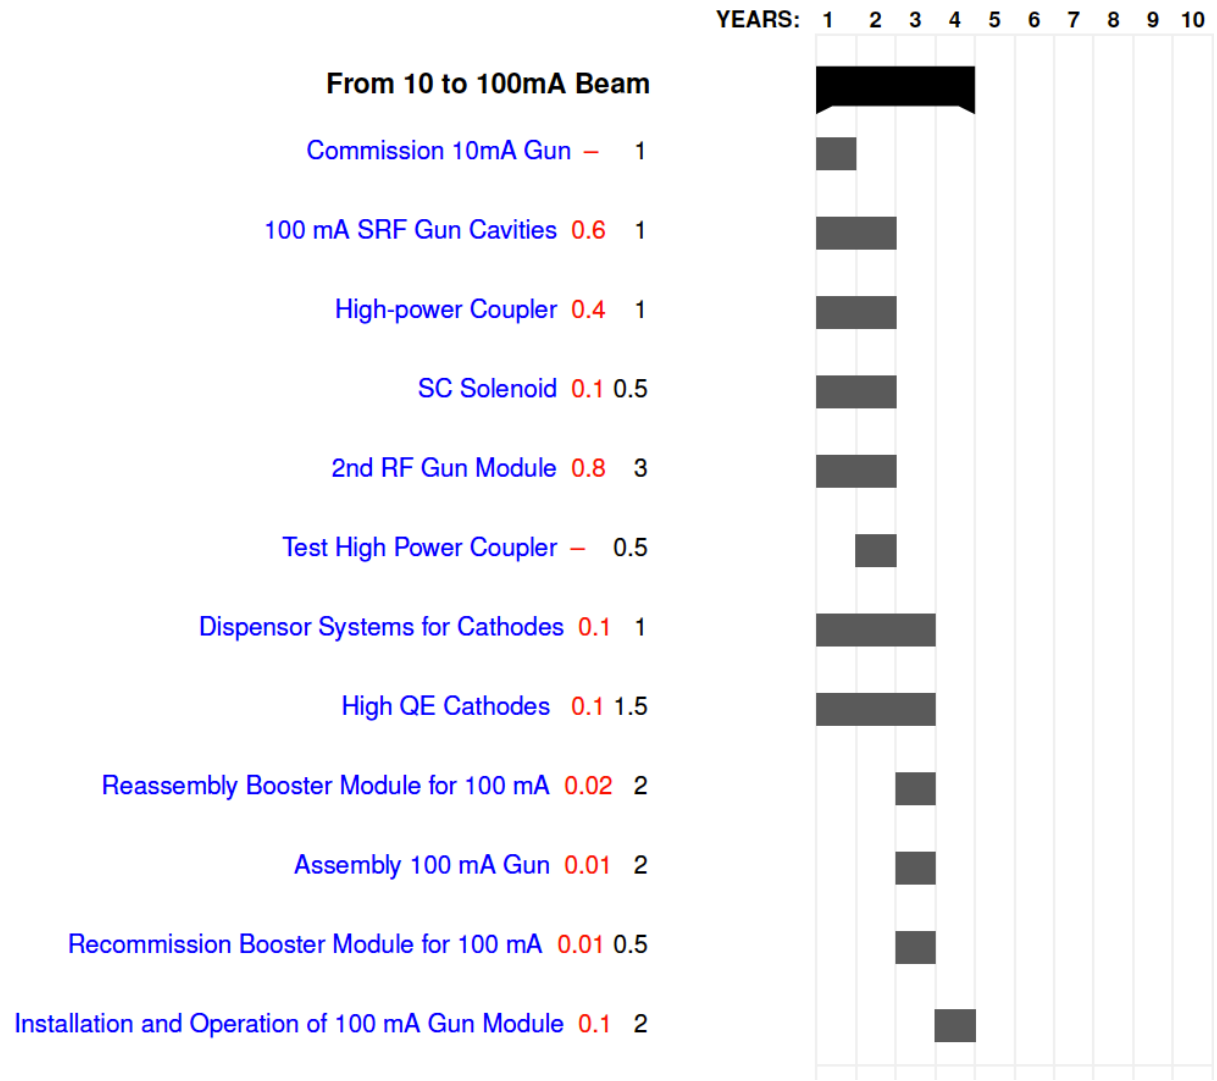 YEARS: 1 2 3 4 5 6 7 8 9 10
From 10 to 100mA Beam
Commission 10mA Gun – 1
100 mA SRF Gun Cavities 0.6 1
High-power Coupler 0.4 1
SC Solenoid 0.1 0.5
2nd RF Gun Module 0.8 3
Test High Power Coupler – 0.5
Dispensor Systems for Cathodes 0.1 1
High QE Cathodes 0.1 1.5
Reassembly Booster Module for 100 mA 0.02 2
Assembly 100 mA Gun 0.01 2
Recommission Booster Module for 100 mA 0.01 0.5
Installation and Operation of 100 mA Gun Module 0.1 2